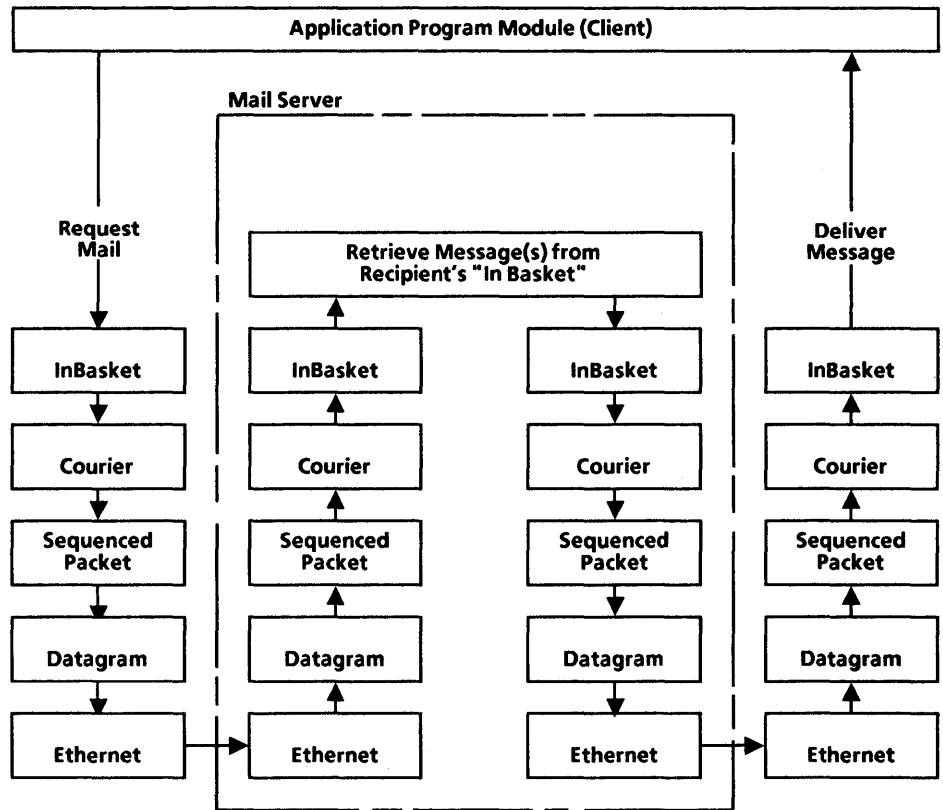 Application Program Module (Client)
Mail Server
Request
Mail
Retrieve Message(s) from
Recipient's "In Basket"
Deliver
Message
InBasket
InBasket
InBasket
InBasket
Courier
Courier
Courier
Courier
Sequenced
Packet
Sequenced
Packet
Sequenced
Packet
Sequenced
Packet
Datagram
Datagram
Datagram
Datagram
Ethernet
Ethernet
Ethernet
Ethernet